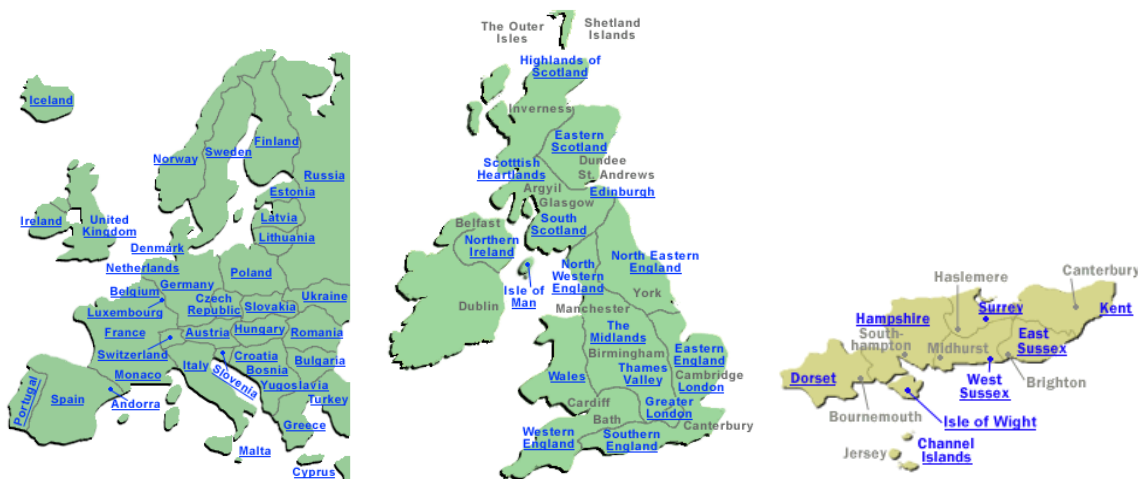 Iceland
Norway
Sweden
Finland
Russia
Estonia
Latvia
Lithuania
Ireland
United
Kingdom
Denmark
Netherlands
Poland
Germany
Belgium
Luxembourg
Czech
Republic
Slovakia
Ukraine
France
Austria
Hungary
Romania
Switzerland
Italy
Slovenia
Croatia
Bosnia
Bulgaria
Monaco
Yugoslavia
Portugal
Spain
Andorra
Turkey
Greece
Malta
Cyprus
The Outer
Isles
Shetland
Islands
Highlands of
Scotland
Inverness
Eastern
Scotland
Scotttish
Heartlands
Dundee
St. Andrews
Argyil
Glasgow
Edinburgh
Belfast
Northern
Ireland
South
Scotland
North Eastern
England
North
Western
England
Isle of
Man
Dublin
York
Manchester
The
Midlands
Birmingham
Eastern
England
Wales
Thames
Valley
Cambridge
London
Greater
London
Cardiff
Bath
Canterbury
Western
England
Southern
England
Haslemere
Canterbury
Hampshire
Surrey
Kent
South-
hampton
Midhurst
East
Sussex
Dorset
West
Sussex
Brighton
Bournemouth
Isle of Wight
Jersey
Channel
Islands